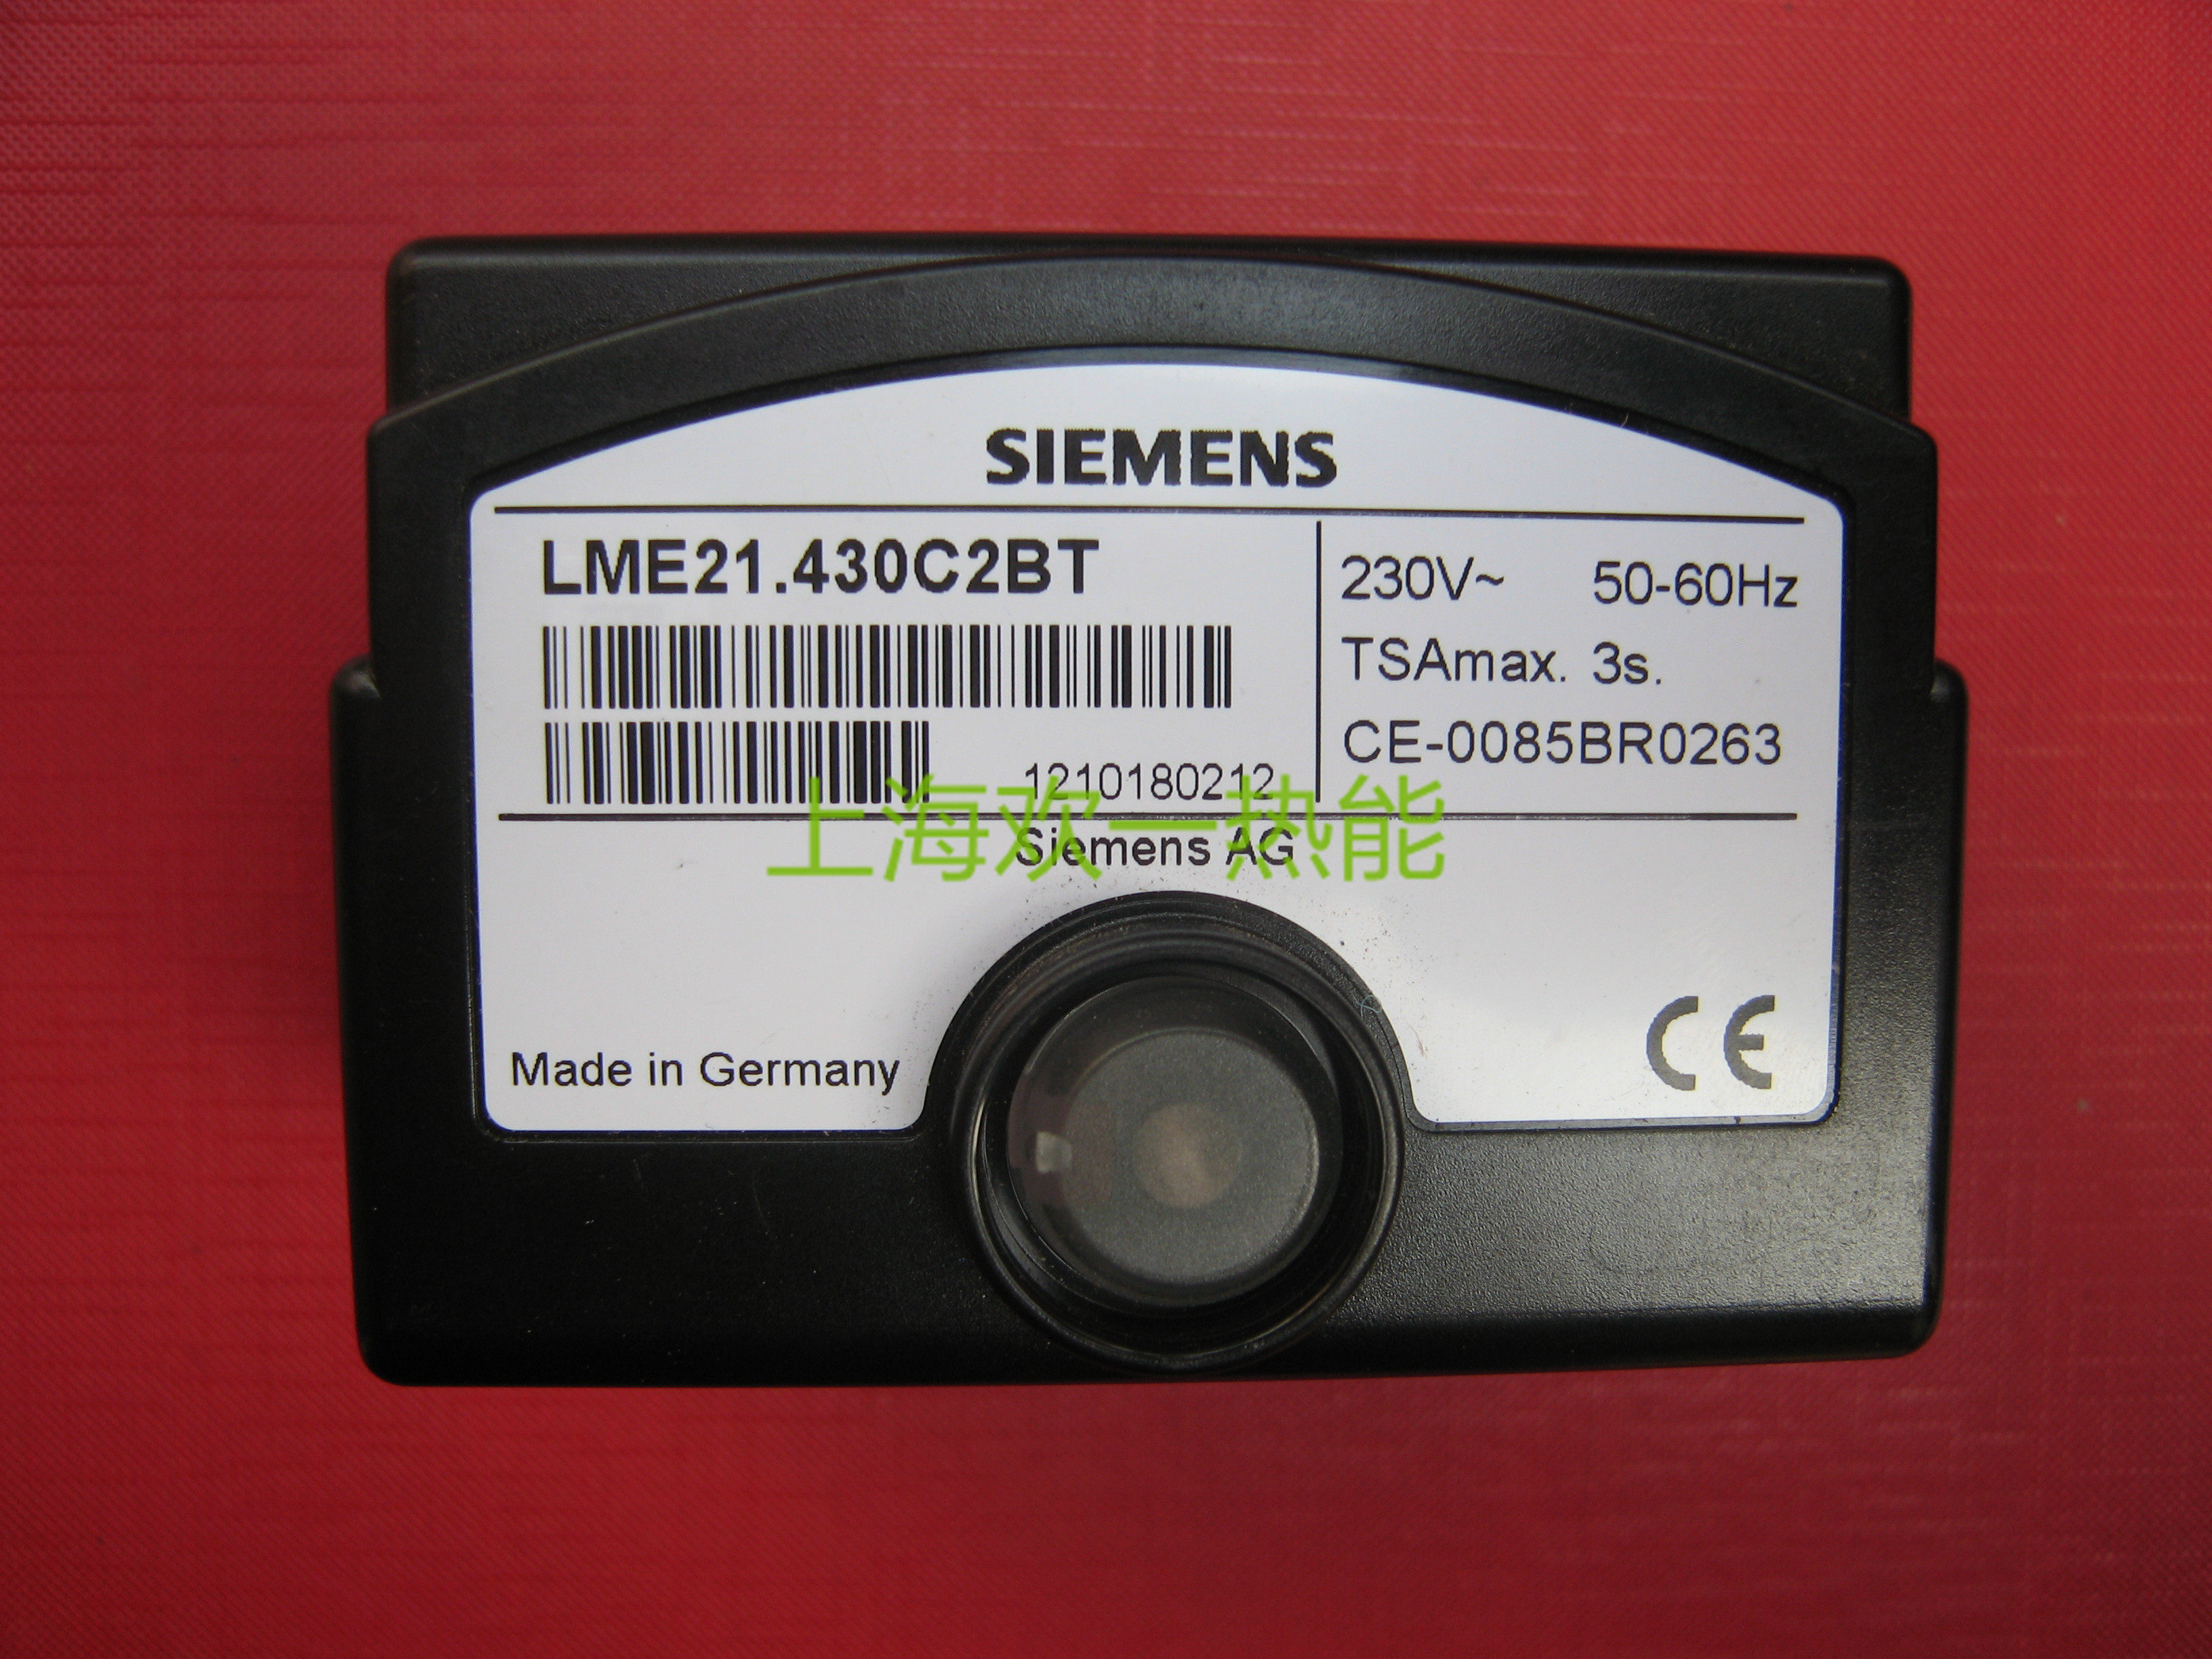 SIEMENS
LME21.430C2BT
230V~ 50-60Hz
TSAmax. 3s.
CE-0085BR0263
1210180212
上海欢一热能
Siemens AG
Made in Germany
CE